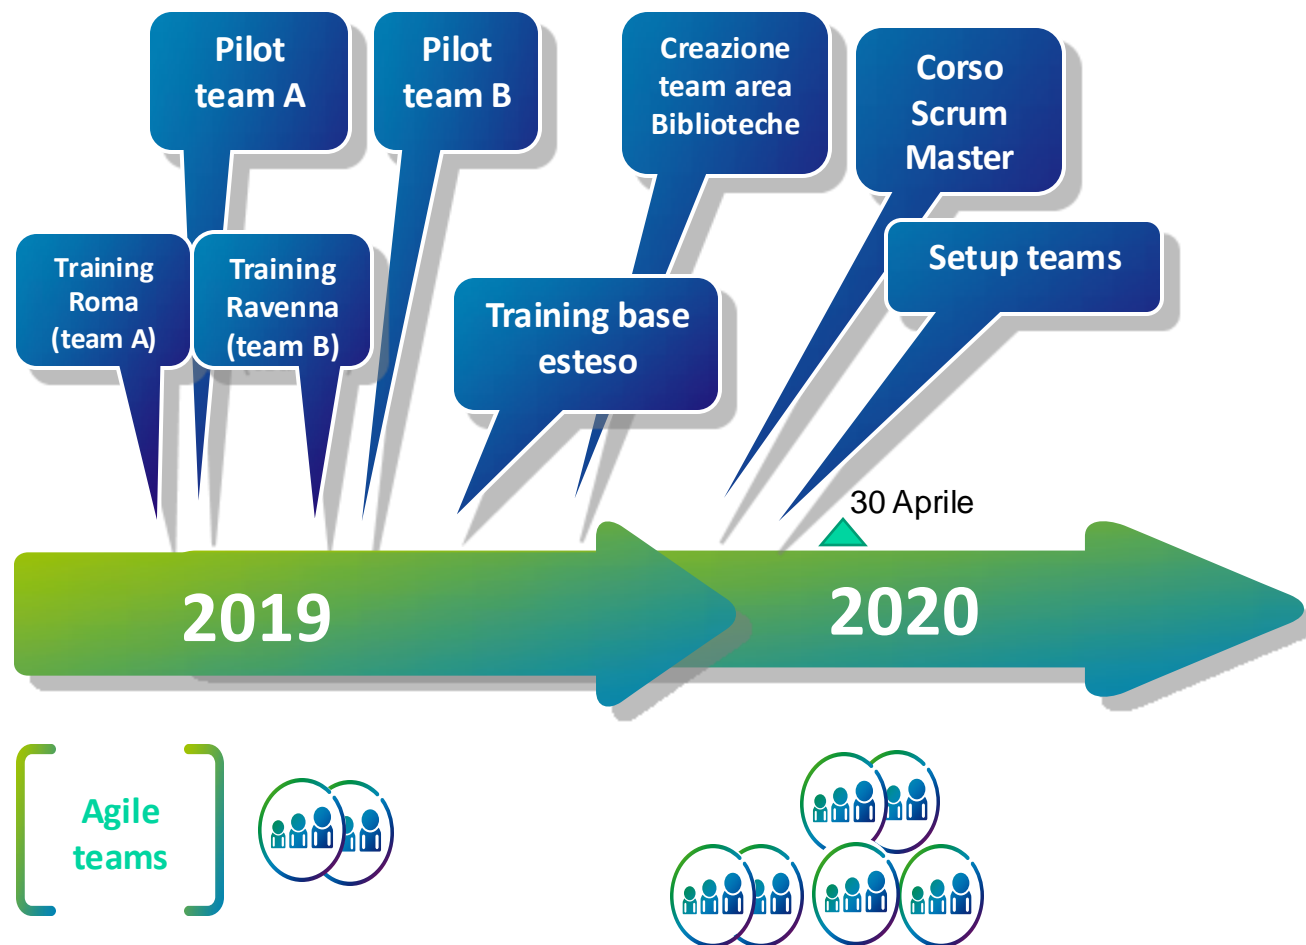 Pilot
team A
Pilot
team B
Creazione
team area
Biblioteche
Corso
Scrum
Master
Training
Roma
(team A)
Training
Ravenna
(team B)
Training base
esteso
Setup teams
30 Aprile
2019
2020
Agile
teams